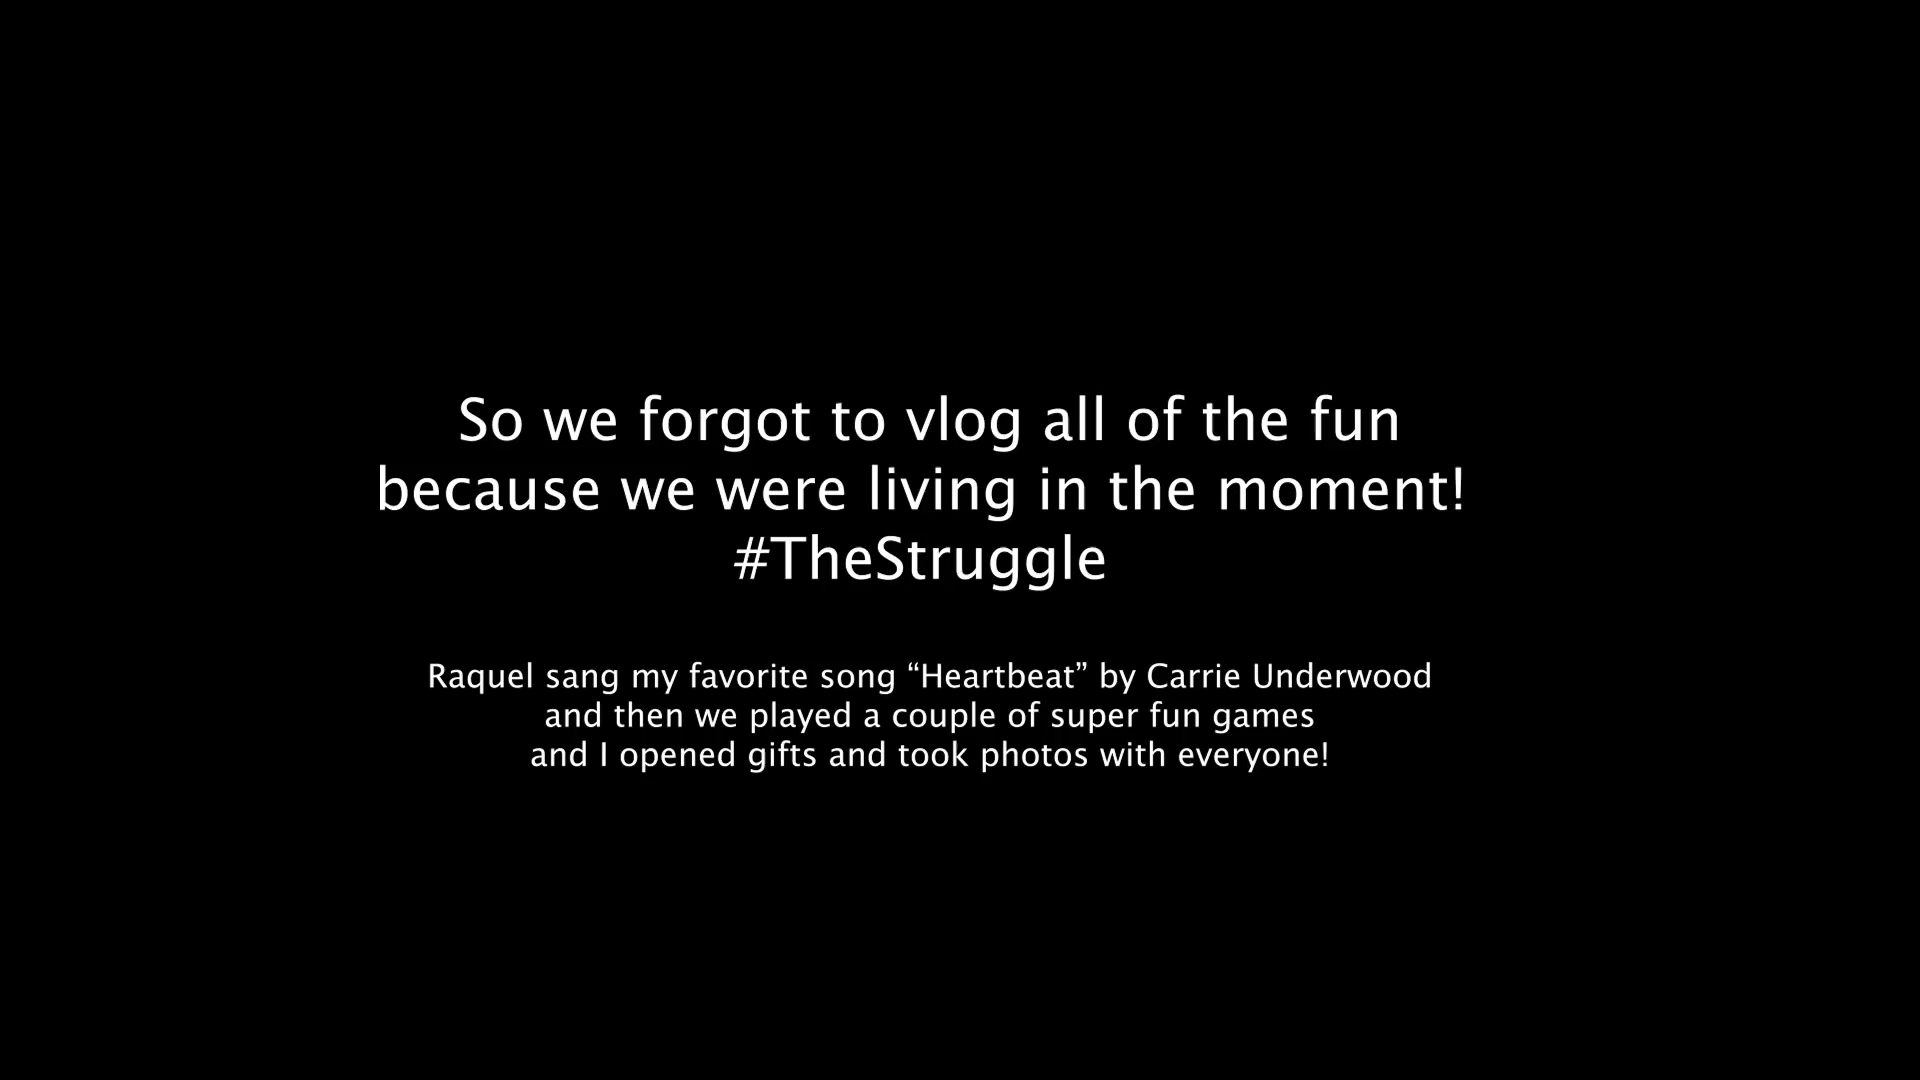 So we forgot to vlog all of the fun
because we were living in the moment!
#TheStruggle
Raquel sang my favorite song “Heartbeat” by Carrie Underwood
and then we played a couple of super fun games
and I opened gifts and took photos with everyone!